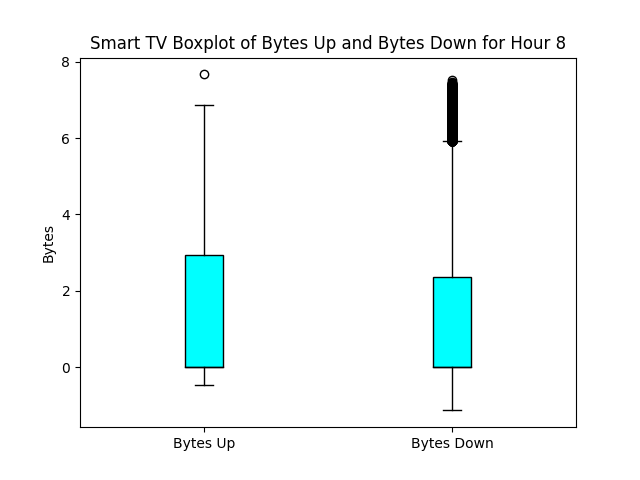 Smart TV Boxplot of Bytes Up and Bytes Down for Hour 8
8
6
4
2
0
Bytes
Bytes Up
Bytes Down